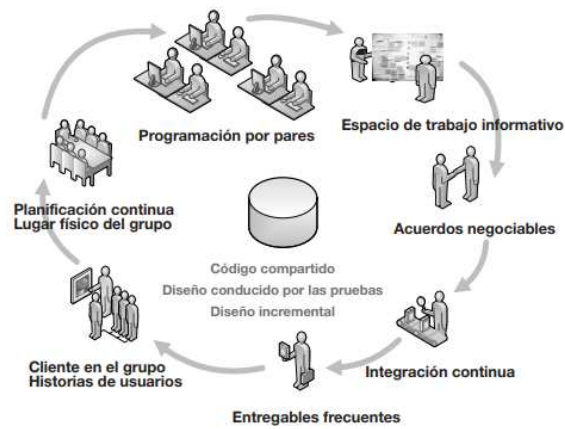 Programación por pares
Espacio de trabajo informativo
Acuerdos negociables
Integración continua
Entregables frecuentes
Cliente en el grupo
Historias de usuarios
Planificación continua
Lugar físico del grupo
Código compartido
Diseño conducido por las pruebas
Diseño incremental